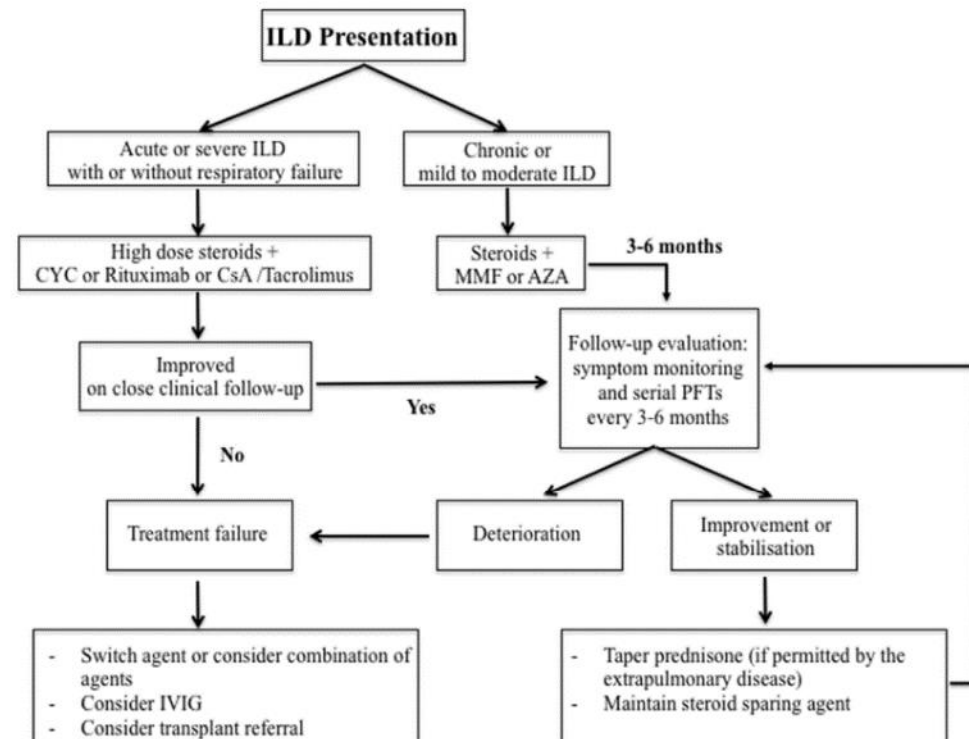 ILD Presentation
Acute or severe ILD
with or without respiratory failure
Chronic or
mild to moderate ILD
High dose steroids +
CYC or Rituximab or CsA /Tacrolimus
Steroids +
MMF or AZA
3-6 months
Improved
on close clinical follow-up
Yes
Follow-up evaluation:
symptom monitoring
and serial PFTs
every 3-6 months
No
Treatment failure
Deterioration
Improvement or
stabilisation
- Switch agent or consider combination of
agents
- Consider IVIG
- Consider transplant referral
- Taper prednisone (if permitted by the
extrapulmonary disease)
- Maintain steroid sparing agent